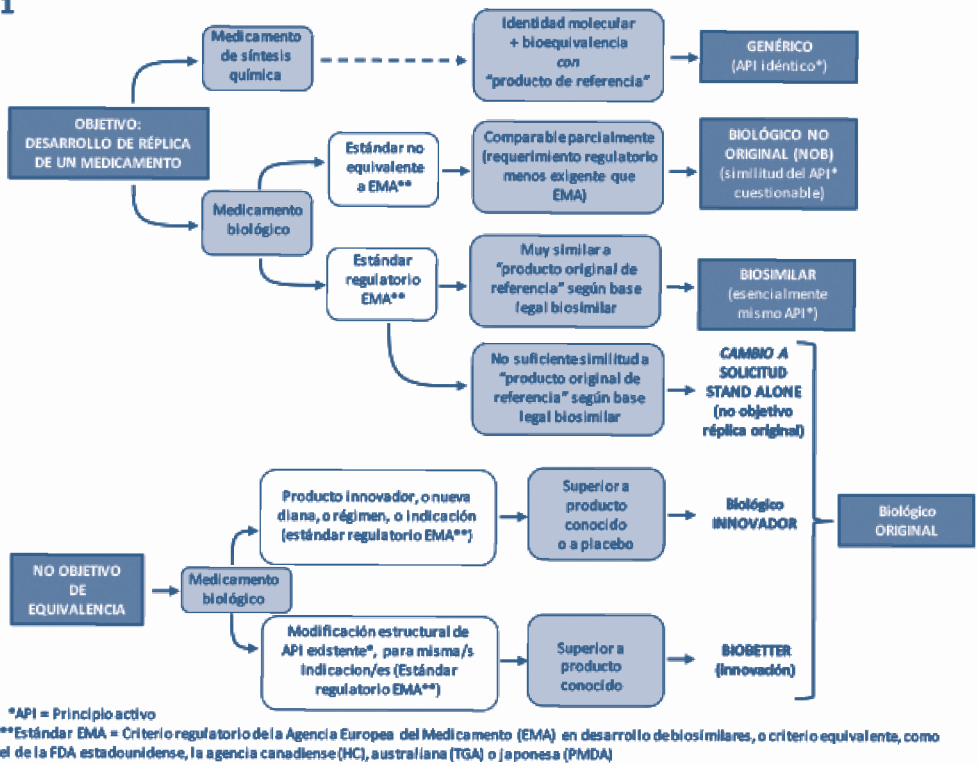 Medicamento
de síntesis
química
Identidad molecular
+ bioequivalencia
con
"producto de referencia"
GENÉRICO
(API idéntico*)
OBJETIVO:
DESARROLLO DE RÉPLICA
DE UN MEDICAMENTO
Estándar no
equivalente
a EMA**
Comparable parcialmente
(requerimiento regulatorio
menos exigente que
EMA)
BIOLÓGICO NO
ORIGINAL (NOB)
(similitud del API*
cuestionable)
Medicamento
biológico
Estándar
regulatorio
EMA**
Muy similar a
"producto original de
referencia" según base
legal biosimilar
BIOSIMILAR
(esencialmente
mismo API*)
No suficiente similitud a
"producto original de
referencia" según base
legal biosimilar
CAMBIO A
SOLICITUD
STAND ALONE
(no objetivo
réplica original)
Producto innovador, o nueva
diana, o régimen, o indicación
(estándar regulatorio EMA**)
Superior a
producto
conocido
o a placebo
Biológico
INNOVADOR
Biológico
ORIGINAL
NO OBJETIVO
DE
EQUIVALENCIA
Medicamento
biológico
Modificación estructural de
API existente*, para misma/s
indicacion/es (Estándar
regulatorio EMA**)
Superior a
producto
conocido
BIOBETTER
(innovación)
*API = Principio activo
**Estándar EMA = Criterio regulatorio de la Agencia Europea del Medicamento (EMA) en desarrollo de biosimilares, o criterio equivalente, como
el de la FDA estadounidense, la agencia canadiense (HC), australiana (TGA) o japonesa (PMDA)